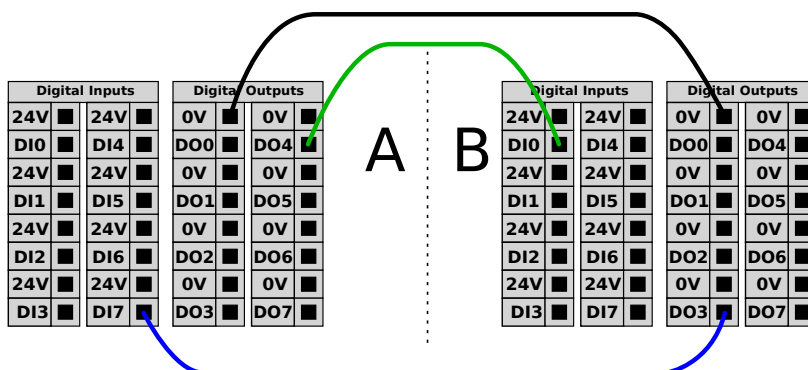 Digital Inputs Digital Outputs Digital Inputs Digital Outputs
24V 24V 0V 0V 24V 24V 0V 0V
DI0 DI4 DO0 DO4 A B DI0 DI4 DO0 DO4
24V 24V 0V 0V 24V 24V 0V 0V
DI1 DI5 DO1 DO5 DI1 DI5 DO1 DO5
24V 24V 0V 0V 24V 24V 0V 0V
DI2 DI6 DO2 DO6 DI2 DI6 DO2 DO6
24V 24V 0V 0V 24V 24V 0V 0V
DI3 DI7 DO3 DO7 DI3 DI7 DO3 DO7